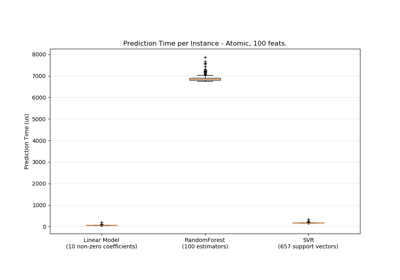 Prediction Time per Instance - Atomic, 100 feats.
8000
7000
6000
5000
4000
3000
2000
1000
0
Prediction Time (us)
Linear Model
(10 non-zero coefficients)
RandomForest
(100 estimators)
SVR
(657 support vectors)